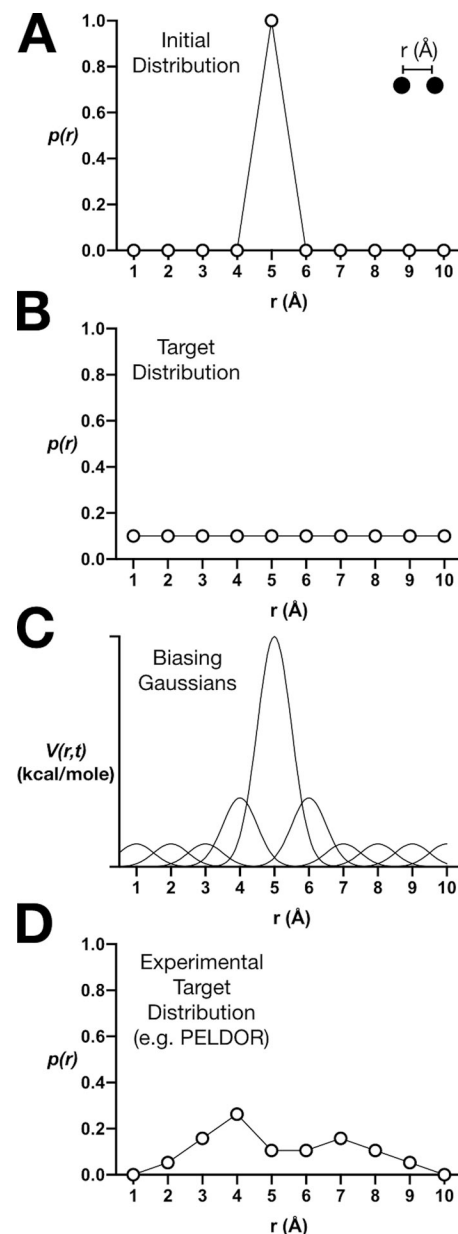 A
Initial
Distribution
r (Å)
p(r)
1.0
0.8
0.6
0.4
0.2
0.0
1 2 3 4 5 6 7 8 9 10
r (Å)
B
Target
Distribution
p(r)
1.0
0.8
0.6
0.4
0.2
0.0
1 2 3 4 5 6 7 8 9 10
r (Å)
C
Biasing
Gaussians
V(r,t)
(kcal/mole)
1 2 3 4 5 6 7 8 9 10
r (Å)
D
Experimental
Target
Distribution
(e.g. PELDOR)
p(r)
1.0
0.8
0.6
0.4
0.2
0.0
1 2 3 4 5 6 7 8 9 10
r (Å)